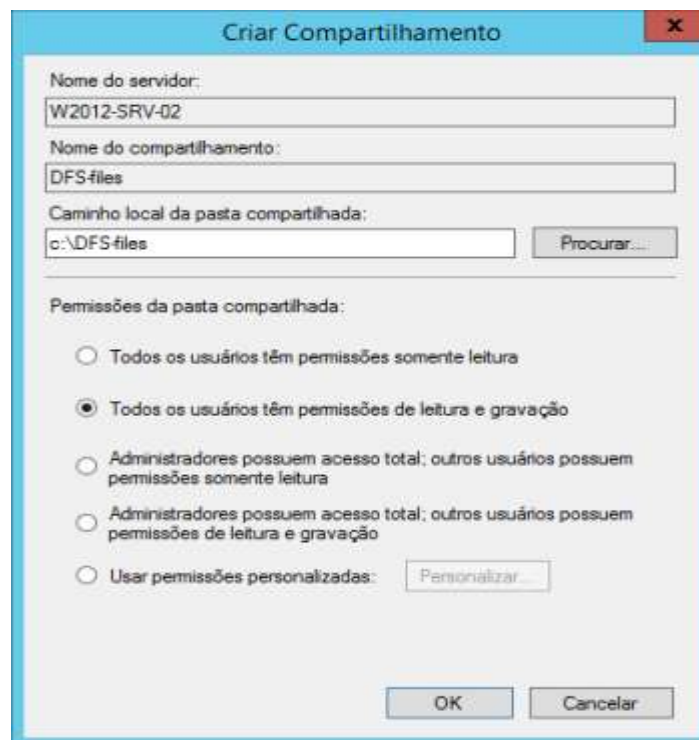 Criar Compartilhamento
x
Nome do servidor:
W2012-SRV-02
Nome do compartilhamento:
DFS-files
Caminho local da pasta compartilhada:
c:\DFS-files
Procurar...
Permissões da pasta compartilhada:
Todos os usuários têm permissões somente leitura
Todos os usuários têm permissões de leitura e gravação
Administradores possuem acesso total; outros usuários possuem
permissões somente leitura
Administradores possuem acesso total; outros usuários possuem
permissões de leitura e gravação
Usar permissões personalizadas:
Personalizar...
OK
Cancelar